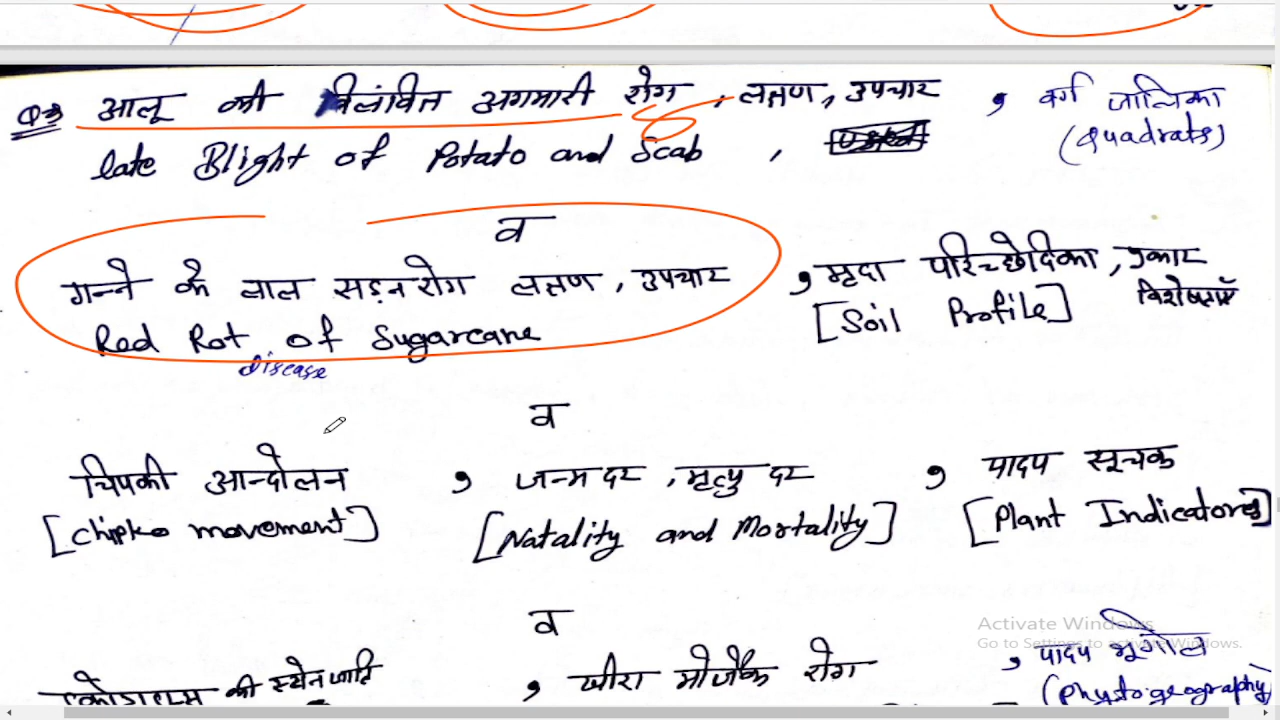 Q3 आलू की विलंबित अगमारी रोग, लक्षण, उपचार , वर्ग जालिका
late Blight of Potato and Scab , (Quadrats)
व
गन्ने के लाल सड़न रोग लक्षण, उपचार , मृदा परिच्छेदिका, प्रकार
विशेषताएँ
Red Rot of Sugarcane [Soil Profile]
disease
व
चिपको आन्दोलन , जन्म दर, मृत्यु दर , पादप सूचक
[Chipko movement] [Natality and Mortality] [Plant Indicators]
व
Activate Windows
Go to Settings to activate Windows.
की स्पेन जाति , खीरा मोजैक रोग , पादप भूगोल
(Phytogeography)